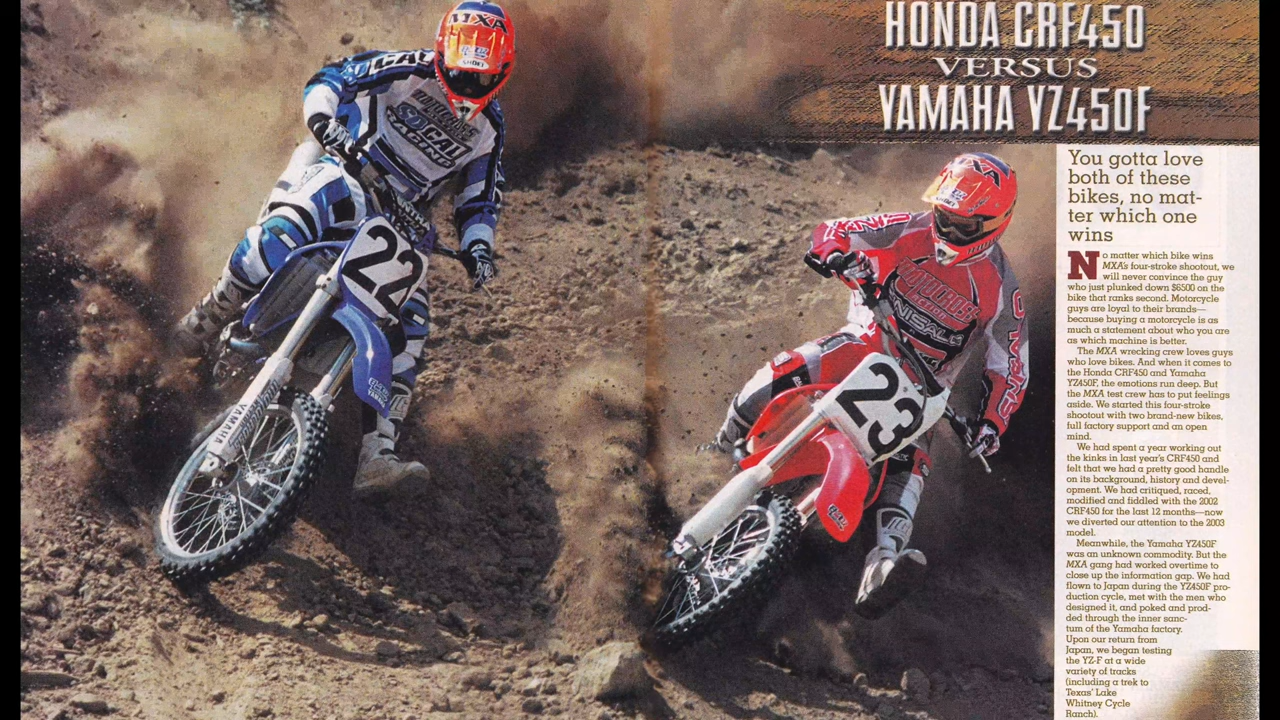 HONDA CRF450
VERSUS
YAMAHA YZ450F
You gotta love
both of these
bikes, no mat-
ter which one
wins
No matter which bike wins
MXA's four-stroke shootout, we
will never convince the guy
who just plunked down $6500 on the
bike that ranks second. Motorcycle
guys are loyal to their brands—
because buying a motorcycle is as
much a statement about who you are
as which machine is better.
The MXA wrecking crew loves guys
who love bikes. And when it comes to
the Honda CRF450 and Yamaha
YZ450F, the emotions run deep. But
the MXA test crew has to put feelings
aside. We started this four-stroke
shootout with two brand-new bikes,
full factory support and an open
mind.
We had spent a year working out
the kinks in last year's CRF450 and
felt that we had a pretty good handle
on its background, history and devel-
opment. We had critiqued, raced,
modified and fiddled with the 2002
CRF450 for the last 12 months—now
we diverted our attention to the 2003
model.
Meanwhile, the Yamaha YZ450F
was an unknown commodity. But the
MXA gang had worked overtime to
close up the information gap. We had
flown to Japan during the YZ450F pro-
duction cycle, met with the men who
designed it, and poked and prod-
ded through the inner sanc-
tum of the Yamaha factory.
Upon our return from
Japan, we began testing
the YZ-F at a wide
variety of tracks
(including a trek to
Texas' Lake
Whitney Cycle
Ranch).
MXA
SOCAL
RACING
22
YAMAHA
MXA
MOTOCROSS
ACTION
23